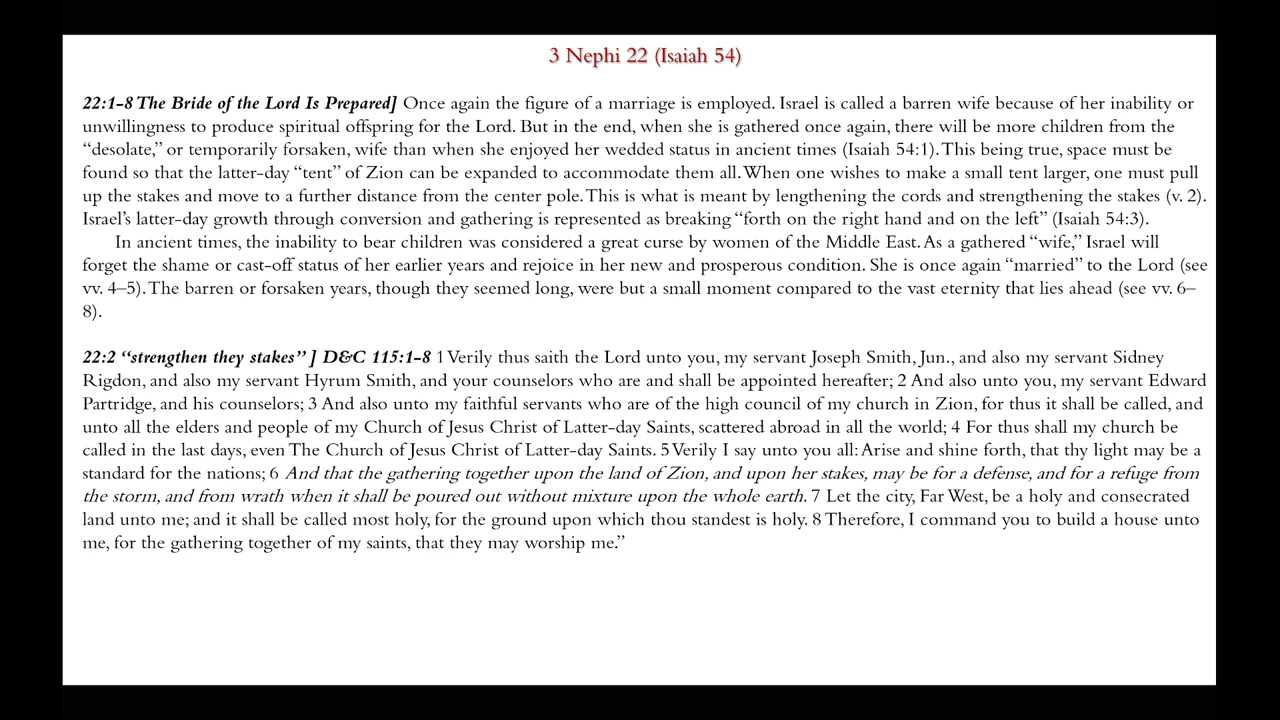 3 Nephi 22 (Isaiah 54)
22:1-8 The Bride of the Lord Is Prepared] Once again the figure of a marriage is employed. Israel is called a barren wife because of her inability or
unwillingness to produce spiritual offspring for the Lord. But in the end, when she is gathered once again, there will be more children from the
“desolate,” or temporarily forsaken, wife than when she enjoyed her wedded status in ancient times (Isaiah 54:1). This being true, space must be
found so that the latter-day “tent” of Zion can be expanded to accommodate them all. When one wishes to make a small tent larger, one must pull
up the stakes and move to a further distance from the center pole. This is what is meant by lengthening the cords and strengthening the stakes (v. 2).
Israel’s latter-day growth through conversion and gathering is represented as breaking “forth on the right hand and on the left” (Isaiah 54:3).
In ancient times, the inability to bear children was considered a great curse by women of the Middle East. As a gathered “wife,” Israel will
forget the shame or cast-off status of her earlier years and rejoice in her new and prosperous condition. She is once again “married” to the Lord (see
vv. 4–5). The barren or forsaken years, though they seemed long, were but a small moment compared to the vast eternity that lies ahead (see vv. 6–
8).
22:2 “strengthen they stakes” ] D&C 115:1-8 1 Verily thus saith the Lord unto you, my servant Joseph Smith, Jun., and also my servant Sidney
Rigdon, and also my servant Hyrum Smith, and your counselors who are and shall be appointed hereafter; 2 And also unto you, my servant Edward
Partridge, and his counselors; 3 And also unto my faithful servants who are of the high council of my church in Zion, for thus it shall be called, and
unto all the elders and people of my Church of Jesus Christ of Latter-day Saints, scattered abroad in all the world; 4 For thus shall my church be
called in the last days, even The Church of Jesus Christ of Latter-day Saints. 5 Verily I say unto you all: Arise and shine forth, that thy light may be a
standard for the nations; 6 And that the gathering together upon the land of Zion, and upon her stakes, may be for a defense, and for a refuge from
the storm, and from wrath when it shall be poured out without mixture upon the whole earth. 7 Let the city, Far West, be a holy and consecrated
land unto me; and it shall be called most holy, for the ground upon which thou standest is holy. 8 Therefore, I command you to build a house unto
me, for the gathering together of my saints, that they may worship me.”